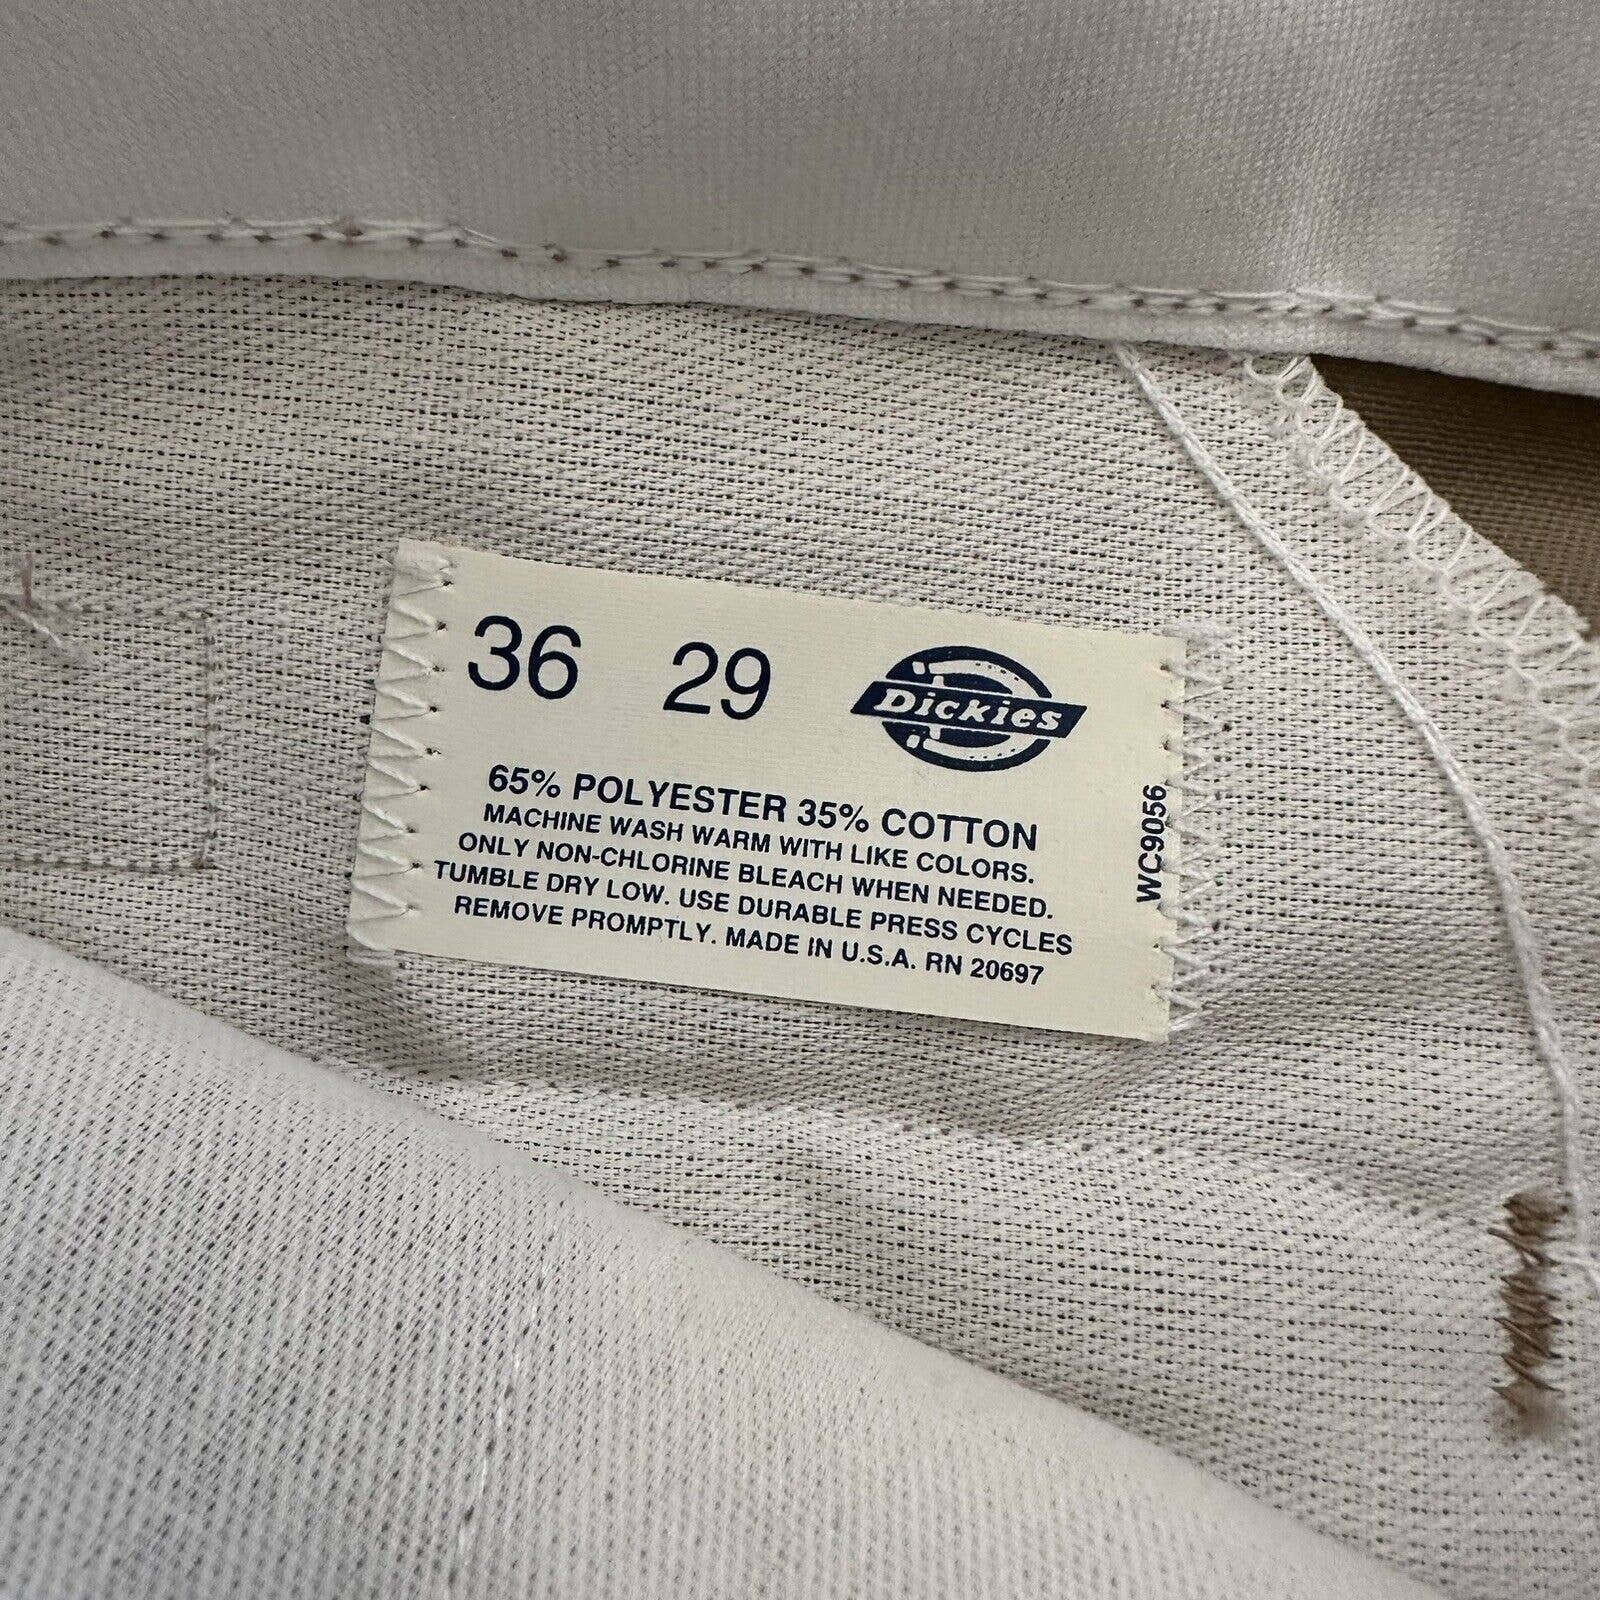 36 29
Dickies
65% POLYESTER 35% COTTON
MACHINE WASH WARM WITH LIKE COLORS.
ONLY NON-CHLORINE BLEACH WHEN NEEDED.
TUMBLE DRY LOW. USE DURABLE PRESS CYCLES
REMOVE PROMPTLY. MADE IN U.S.A. RN 20697
WC9056